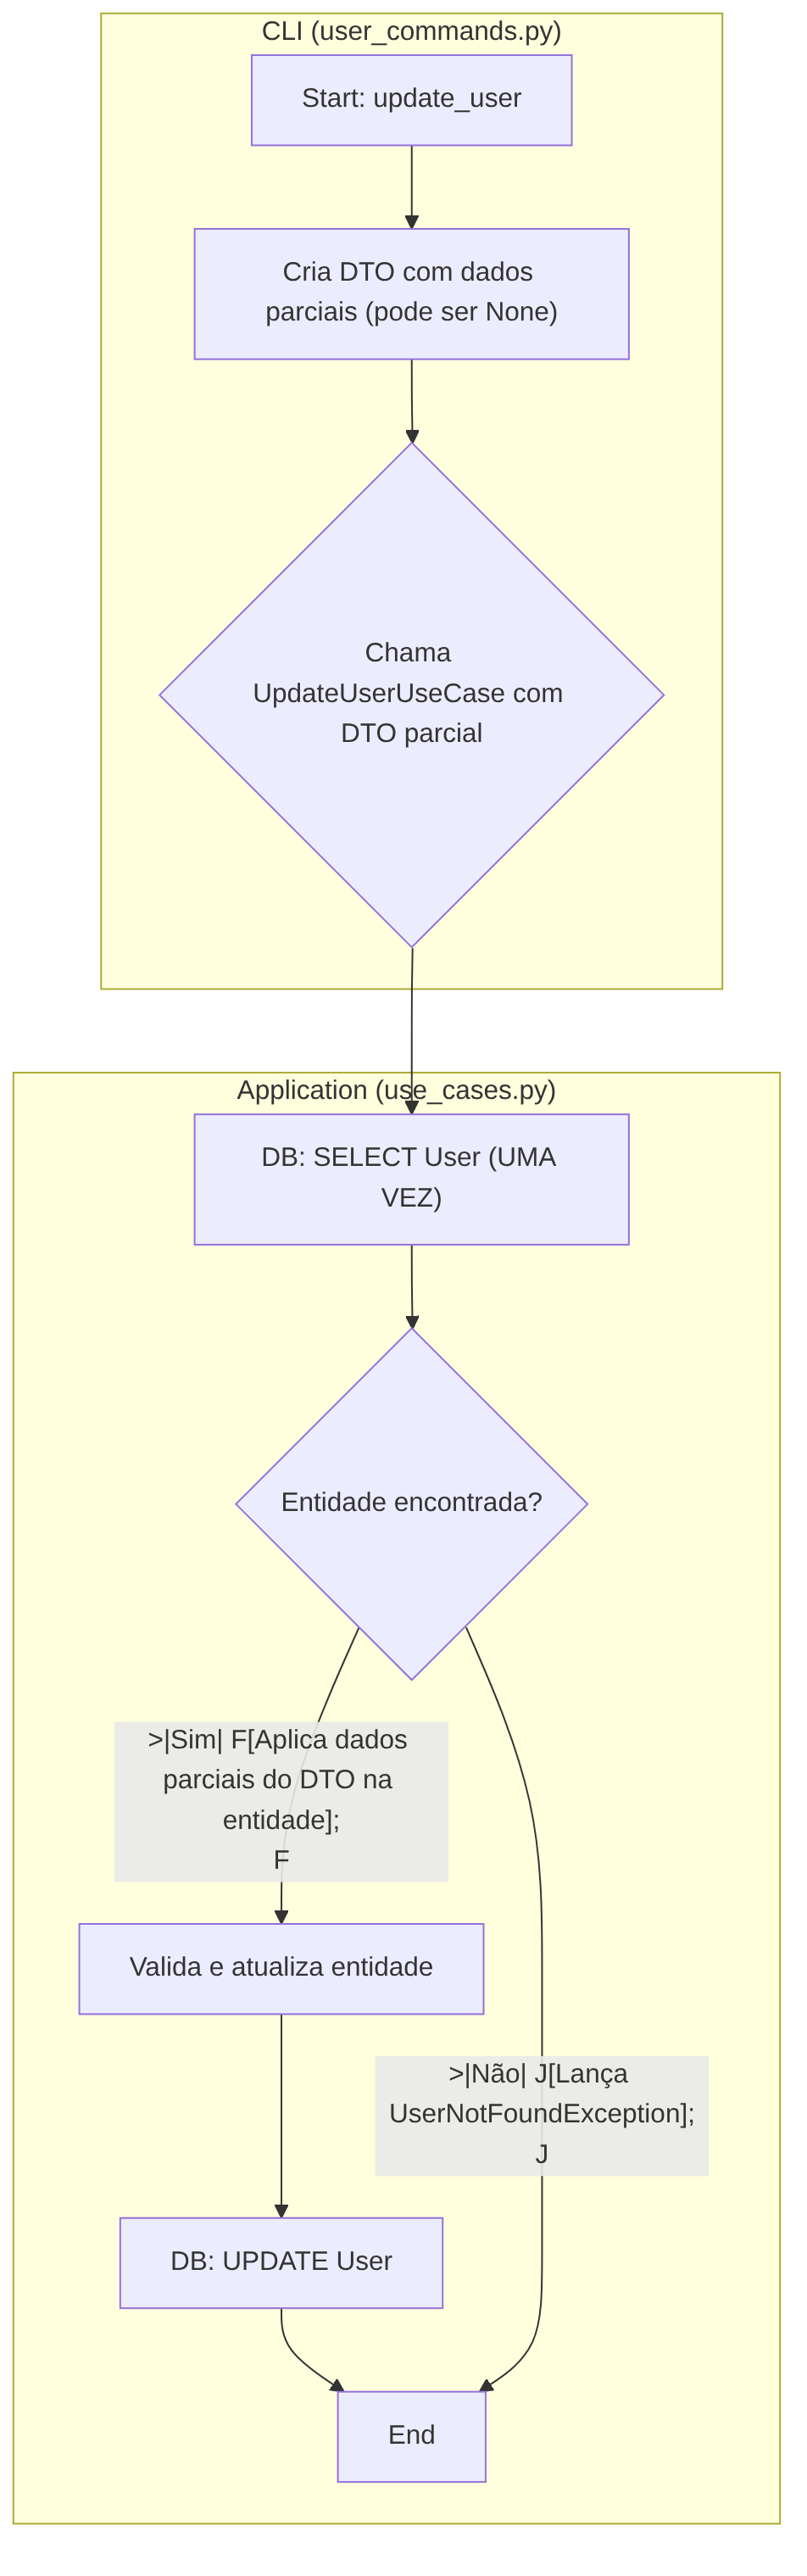 CLI (user_commands.py)
Start: update_user
Cria DTO com dados
parciais (pode ser None)
Chama
UpdateUserUseCase com
DTO parcial
Application (use_cases.py)
DB: SELECT User (UMA
VEZ)
Entidade encontrada?
>|Sim| F[Aplica dados
parciais do DTO na
entidade];
F
Valida e atualiza entidade
>|Não| J[Lança
UserNotFoundException];
J
DB: UPDATE User
End